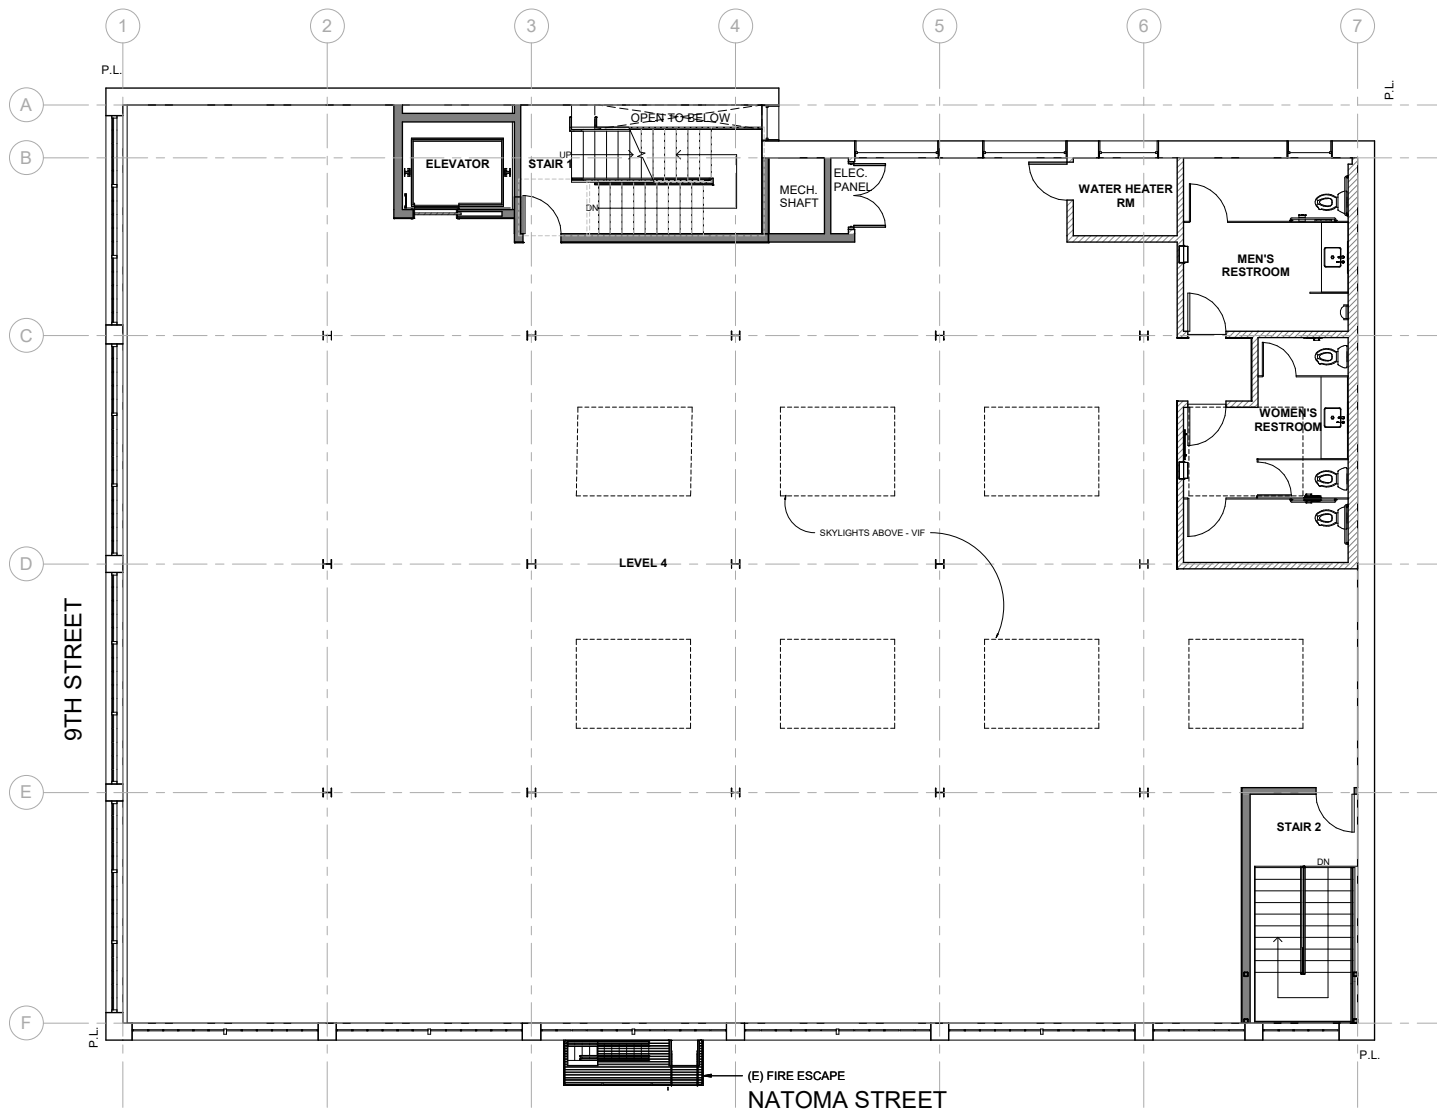 1
2
3
4
5
6
7
P.L.
P.L.
A
OPEN TO BELOW
B
ELEVATOR
STAIR 1
UP
DN
MECH.
SHAFT
ELEC.
PANEL
WATER HEATER
RM
MEN'S
RESTROOM
C
WOMEN'S
RESTROOM
SKYLIGHTS ABOVE - VIF
D
LEVEL 4
9TH STREET
E
STAIR 2
DN
F
P.L.
P.L.
(E) FIRE ESCAPE
NATOMA STREET